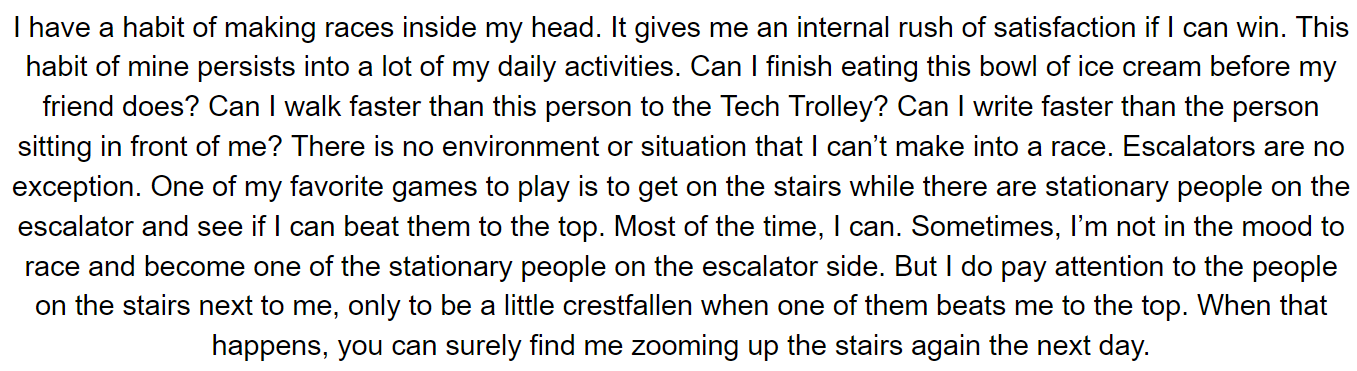 I have a habit of making races inside my head. It gives me an internal rush of satisfaction if I can win. This
habit of mine persists into a lot of my daily activities. Can I finish eating this bowl of ice cream before my
friend does? Can I walk faster than this person to the Tech Trolley? Can I write faster than the person
sitting in front of me? There is no environment or situation that I can’t make into a race. Escalators are no
exception. One of my favorite games to play is to get on the stairs while there are stationary people on the
escalator and see if I can beat them to the top. Most of the time, I can. Sometimes, I’m not in the mood to
race and become one of the stationary people on the escalator side. But I do pay attention to the people
on the stairs next to me, only to be a little crestfallen when one of them beats me to the top. When that
happens, you can surely find me zooming up the stairs again the next day.